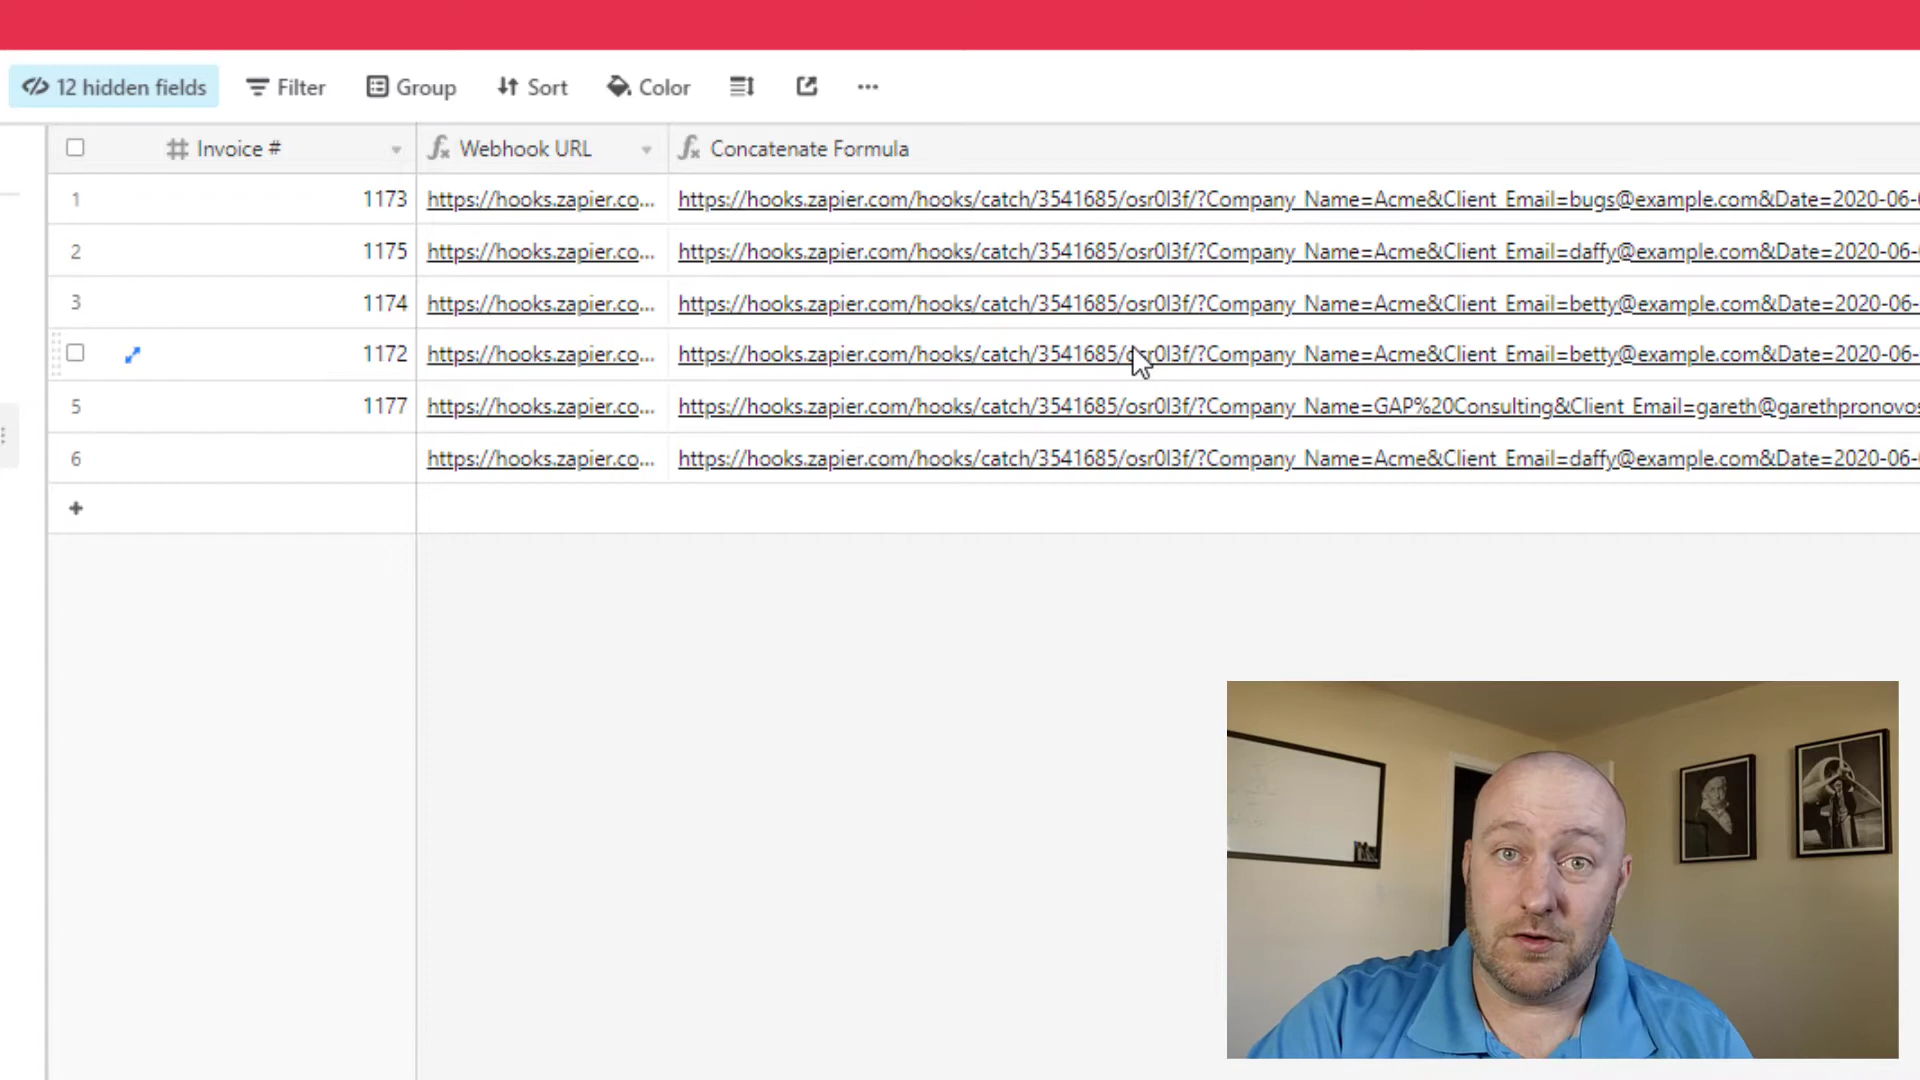 12 hidden fields Filter Group Sort Color
Invoice # Webhook URL Concatenate Formula
1 1173 https://hooks.zapier.co... https://hooks.zapier.com/hooks/catch/3541685/osr0l3f/?Company_Name=Acme&Client_Email=bugs@example.com&Date=2020-06-
2 1175 https://hooks.zapier.co... https://hooks.zapier.com/hooks/catch/3541685/osr0l3f/?Company_Name=Acme&Client_Email=daffy@example.com&Date=2020-06-
3 1174 https://hooks.zapier.co... https://hooks.zapier.com/hooks/catch/3541685/osr0l3f/?Company_Name=Acme&Client_Email=betty@example.com&Date=2020-06-
1172 https://hooks.zapier.co... https://hooks.zapier.com/hooks/catch/3541685/osr0l3f/?Company_Name=Acme&Client_Email=betty@example.com&Date=2020-06-
5 1177 https://hooks.zapier.co... https://hooks.zapier.com/hooks/catch/3541685/osr0l3f/?Company_Name=GAP%20Consulting&Client_Email=gareth@garethpronovos
6 https://hooks.zapier.co... https://hooks.zapier.com/hooks/catch/3541685/osr0l3f/?Company_Name=Acme&Client_Email=daffy@example.com&Date=2020-06-